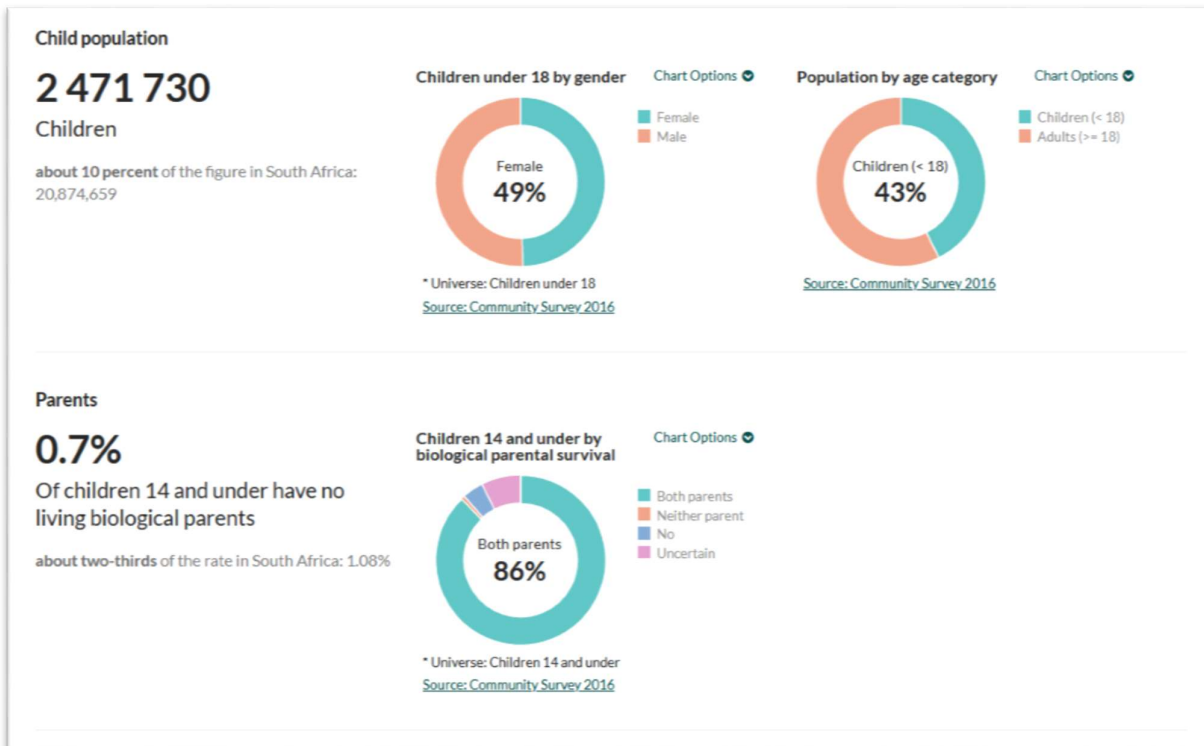 Child population
2 471 730
Children
about 10 percent of the figure in South Africa:
20,874,659
Children under 18 by gender
Chart Options
Female
Male
Female
49%
* Universe: Children under 18
Source: Community Survey 2016
Population by age category
Chart Options
Children (< 18)
Adults (>= 18)
Children (< 18)
43%
Source: Community Survey 2016
Parents
0.7%
Of children 14 and under have no
living biological parents
about two-thirds of the rate in South Africa: 1.08%
Children 14 and under by
biological parental survival
Chart Options
Both parents
Neither parent
No
Uncertain
Both parents
86%
* Universe: Children 14 and under
Source: Community Survey 2016